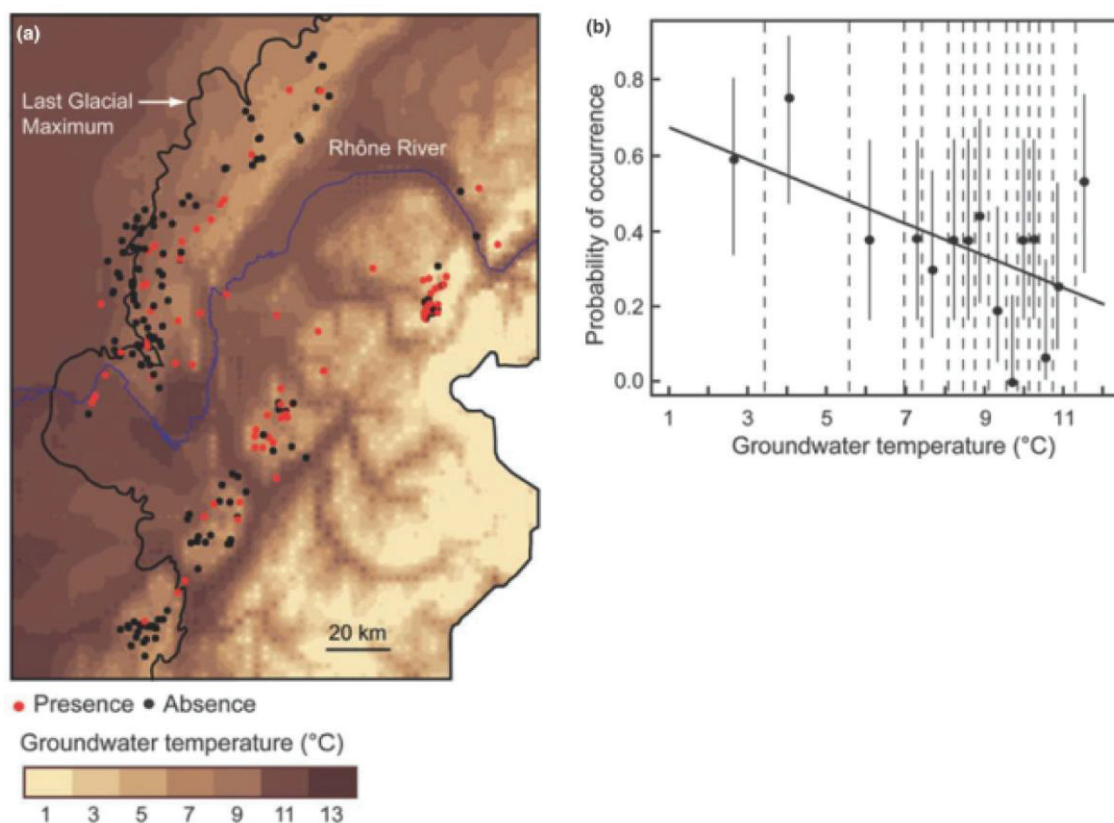 (a)
Last Glacial
Maximum
Rhône River
20 km
Presence Absence
Groundwater temperature (°C)
1 3 5 7 9 11 13
(b)
Probability of occurrence
0.8
0.6
0.4
0.2
0.0
1 3 5 7 9 11
Groundwater temperature (°C)